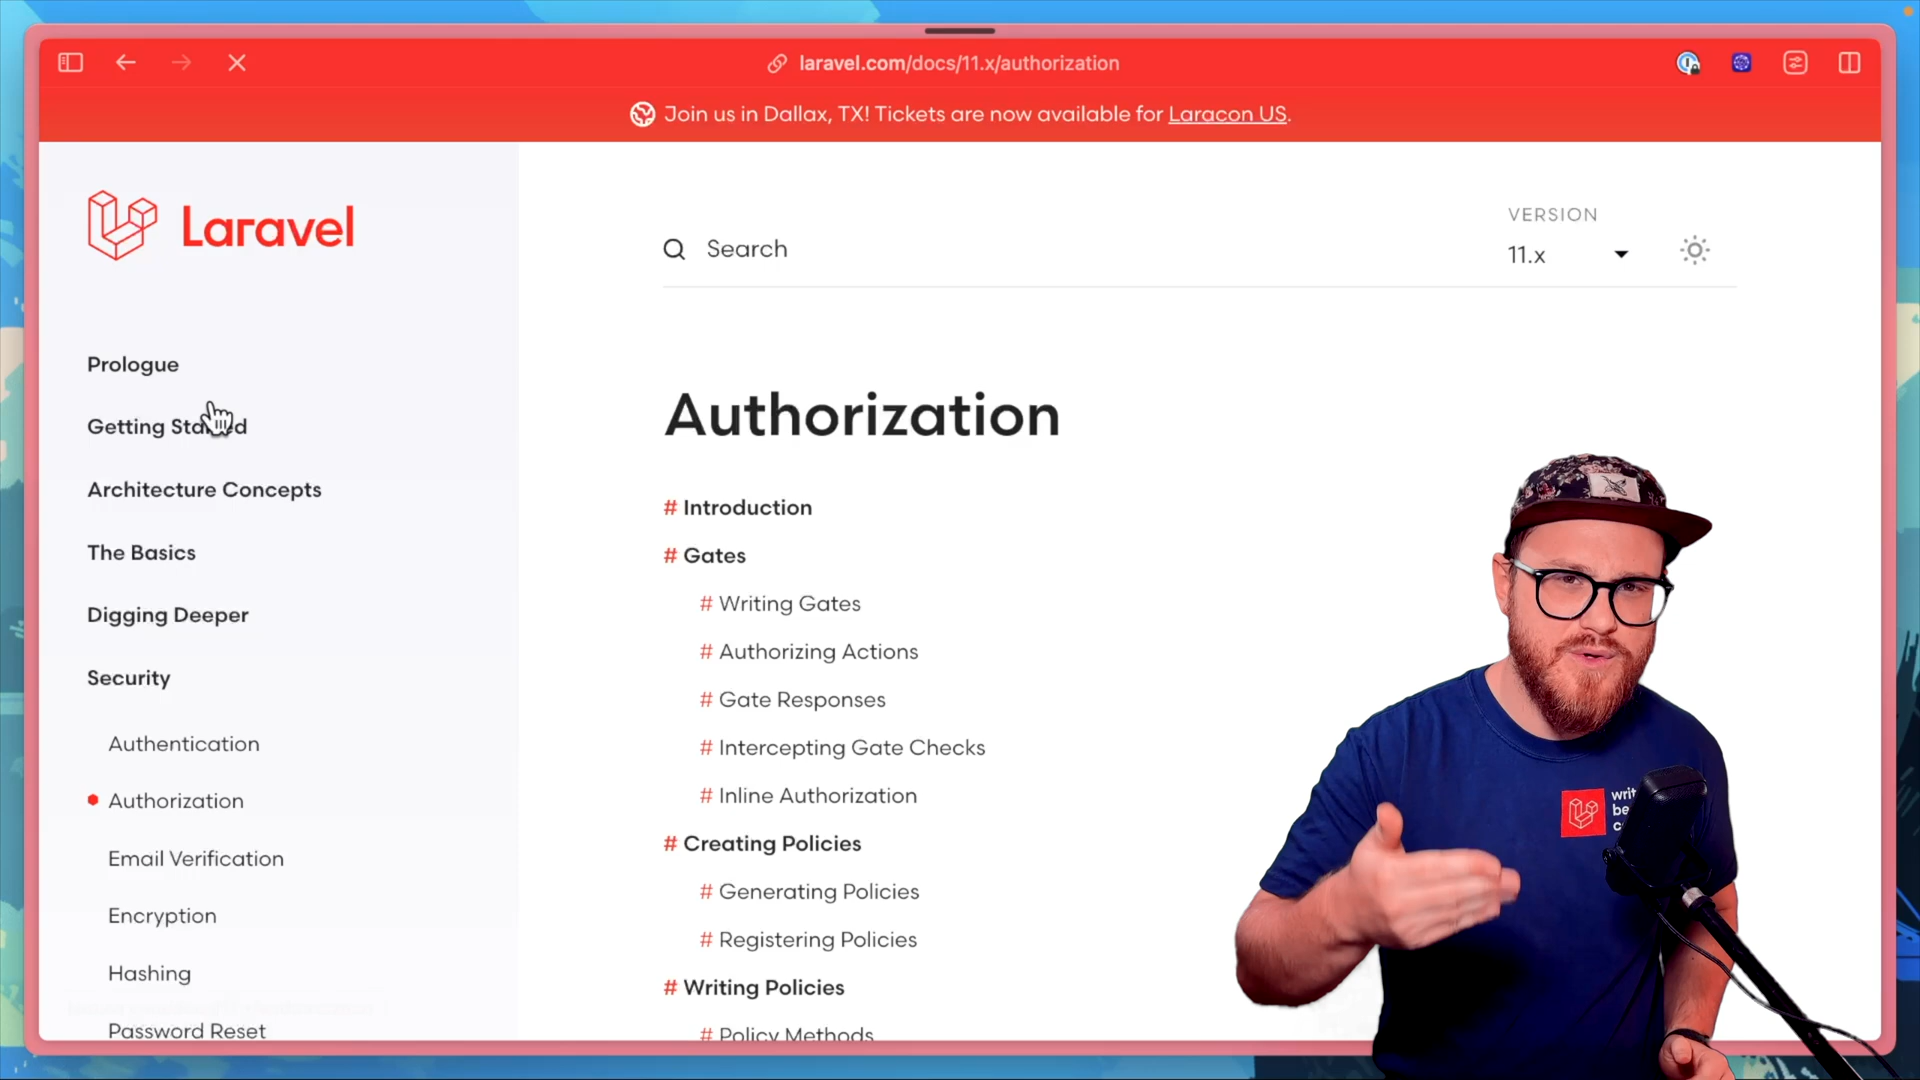 laravel.com/docs/11.x/authorization
Join us in Dallax, TX! Tickets are now available for Laracon US.
Laravel
Prologue
Getting Started
Architecture Concepts
The Basics
Digging Deeper
Security
Authentication
Authorization
Email Verification
Encryption
Hashing
Password Reset
Search
VERSION
11.x
Authorization
# Introduction
# Gates
# Writing Gates
# Authorizing Actions
# Gate Responses
# Intercepting Gate Checks
# Inline Authorization
# Creating Policies
# Generating Policies
# Registering Policies
# Writing Policies
# Policy Methods